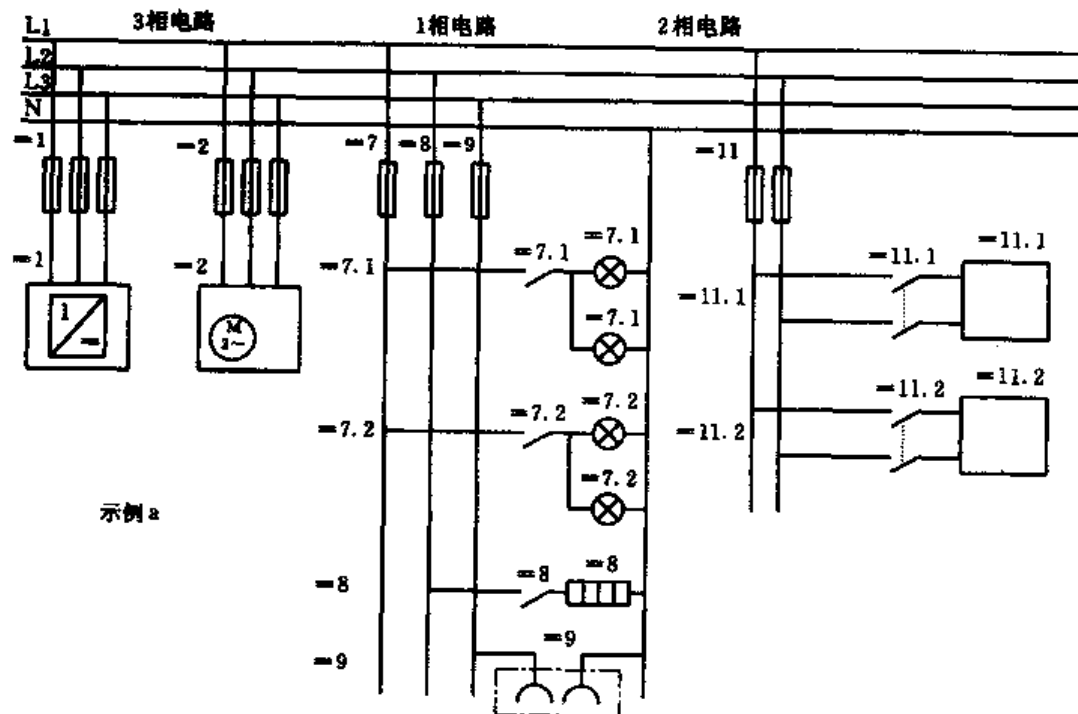 3相电路 1相电路 2相电路
L1
L2
L3
N
=1 =2 =7 =8 =9 =11
=1 =2 =7.1 =7.1 =7.1 =11.1 =11.1
1
=
M
3~
=7.1 =11.1
=7.2 =7.2 =7.2 =11.2 =11.2 =11.2
=7.2
示例 a
=8 =8 =8
=9 =9